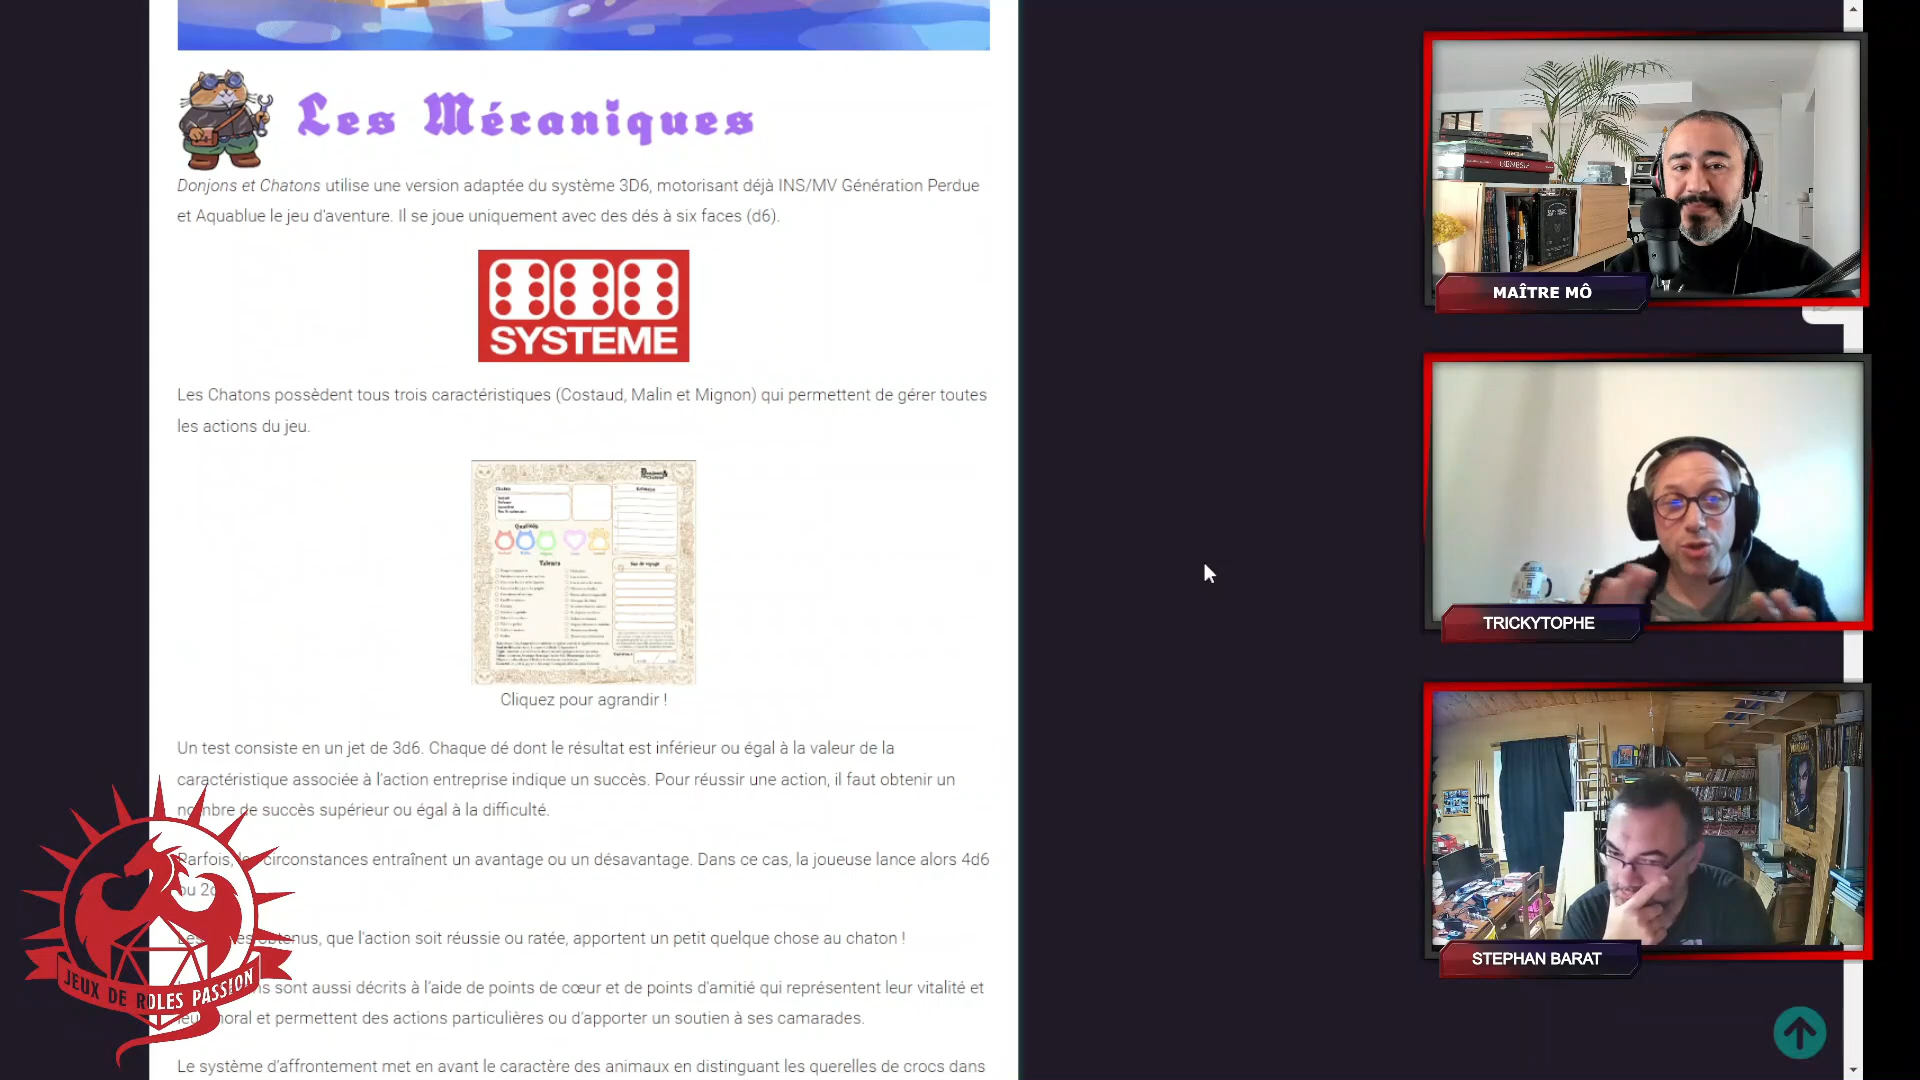 Les Mécaniques
Donjons et Chatons utilise une version adaptée du système 3D6, motorisant déjà INS/MV Génération Perdue
et Aquablue le jeu d'aventure. Il se joue uniquement avec des dés à six faces (d6).
SYSTEME
Les Chatons possèdent tous trois caractéristiques (Costaud, Malin et Mignon) qui permettent de gérer toutes
les actions du jeu.
Qualités
Talents
Sac de voyage
Cliquez pour agrandir !
Un test consiste en un jet de 3d6. Chaque dé dont le résultat est inférieur ou égal à la valeur de la
caractéristique associée à l'action entreprise indique un succès. Pour réussir une action, il faut obtenir un
nombre de succès supérieur ou égal à la difficulté.
Parfois, circonstances entraînent un avantage ou un désavantage. Dans ce cas, la joueuse lance alors 4d6
ou
obtenus, que l'action soit réussie ou ratée, apportent un petit quelque chose au chaton !
sont aussi décrits à l'aide de points de cœur et de points d'amitié qui représentent leur vitalité et
moral et permettent des actions particulières ou d'apporter un soutien à ses camarades.
Le système d'affrontement met en avant le caractère des animaux en distinguant les querelles de crocs dans
JEUX DE ROLES PASSION
MAÎTRE MÔ
TRICKYTOPHE
STEPHAN BARAT